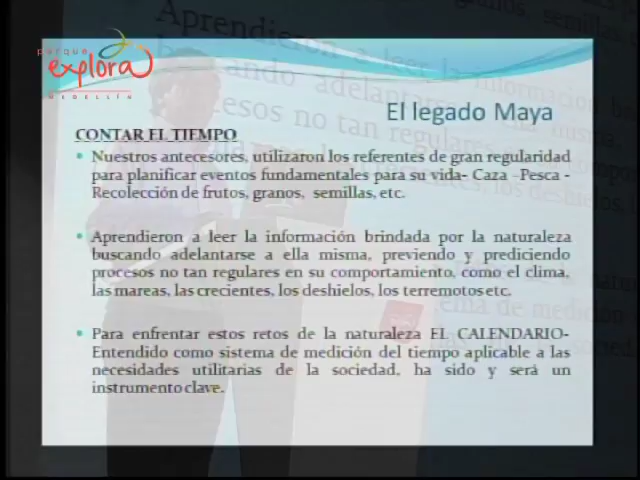 parque
explora
MEDELLÍN
El legado Maya
CONTAR EL TIEMPO
• Nuestros antecesores, utilizaron los referentes de gran regularidad
para planificar eventos fundamentales para su vida- Caza –Pesca -
Recolección de frutos, granos, semillas, etc.
• Aprendieron a leer la información brindada por la naturaleza
buscando adelantarse a ella misma, previendo y prediciendo
procesos no tan regulares en su comportamiento, como el clima,
las mareas, las crecientes, los deshielos, los terremotos etc.
• Para enfrentar estos retos de la naturaleza EL CALENDARIO-
Entendido como sistema de medición del tiempo aplicable a las
necesidades utilitarias de la sociedad, ha sido y será un
instrumento clave.